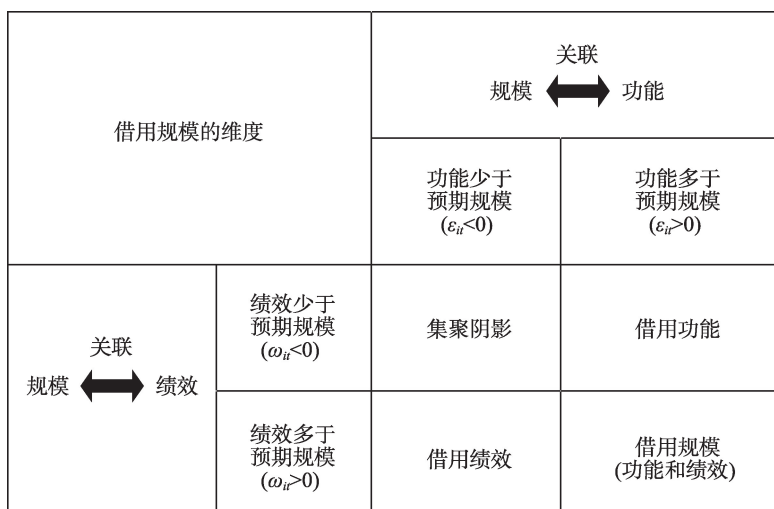 关联
规模 功能
借用规模的维度
功能少于
预期规模
(εit<0)
功能多于
预期规模
(εit>0)
关联
规模 绩效
绩效少于
预期规模
(ωit<0)
集聚阴影
借用功能
绩效多于
预期规模
(ωit>0)
借用绩效
借用规模
(功能和绩效)